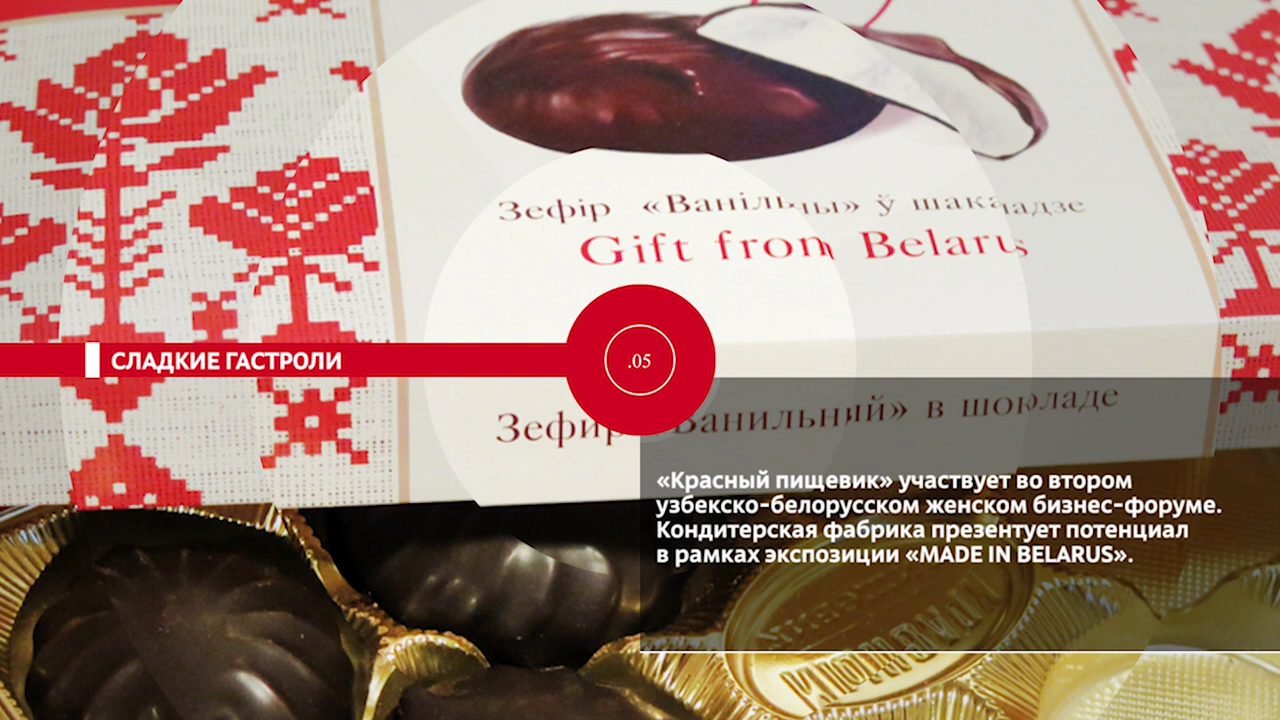 Зефір «Ванільны» ў шакаладзе
Gift from Belarus
СЛАДКИЕ ГАСТРОЛИ
.05
Зефир «Ванильный» в шоколаде
«Красный пищевик» участвует во втором
узбекско-белорусском женском бизнес-форуме.
Кондитерская фабрика презентует потенциал
в рамках экспозиции «MADE IN BELARUS».